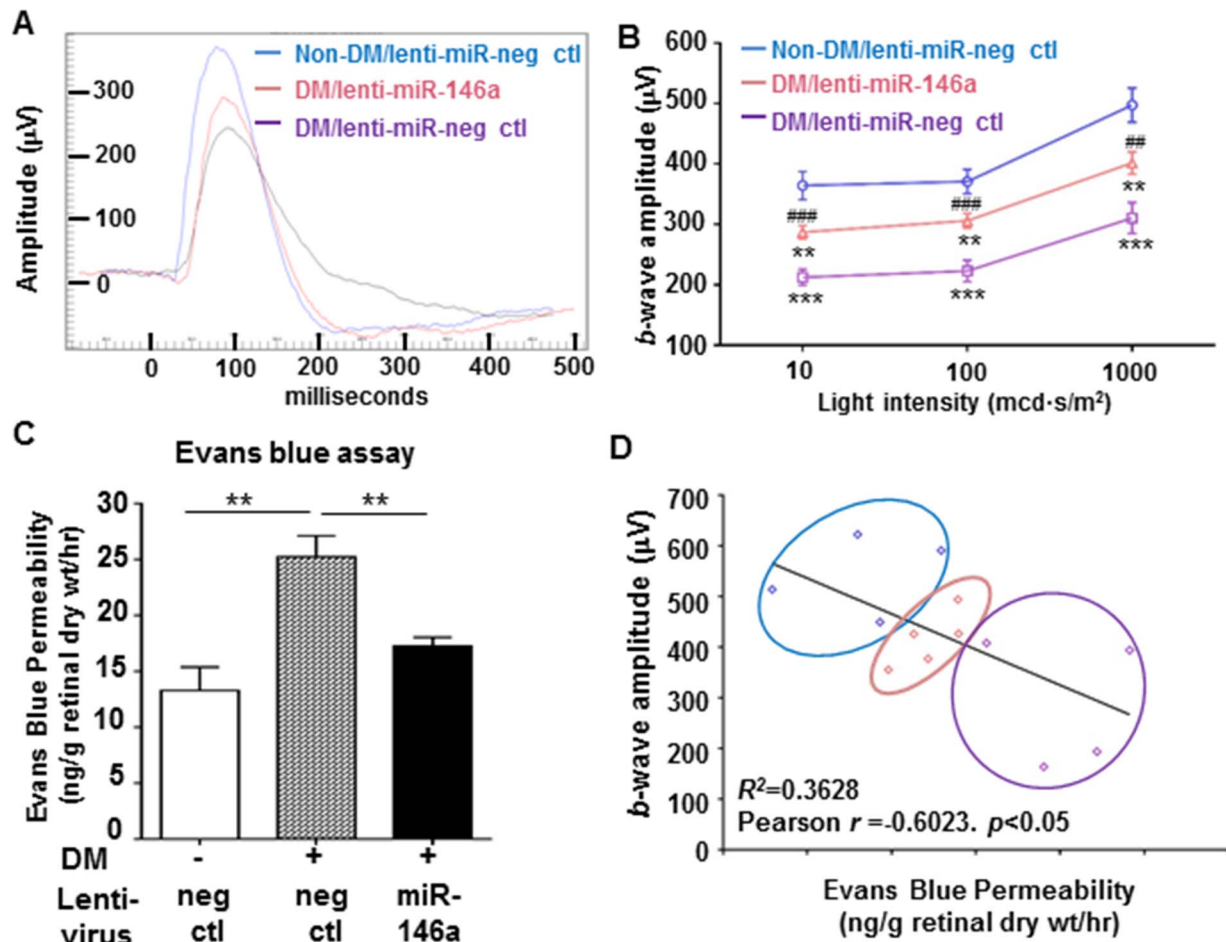 A
Non-DM/lenti-miR-neg ctl
DM/lenti-miR-146a
DM/lenti-miR-neg ctl
Amplitude (µV)
300
200
100
0
0 100 200 300 400 500
milliseconds
B
Non-DM/lenti-miR-neg ctl
DM/lenti-miR-146a
DM/lenti-miR-neg ctl
b-wave amplitude (µV)
600
500
400
300
200
100
##
**
### ###
** **
***
*** ***
10 100 1000
Light intensity (mcd·s/m²)
C
Evans blue assay
** **
Evans Blue Permeability
(ng/g retinal dry wt/hr)
30
25
20
15
10
5
0
DM - + +
Lenti- neg neg miR-
virus ctl ctl 146a
D
b-wave amplitude (µV)
700
600
500
400
300
200
100
0
R²=0.3628
Pearson r =-0.6023. p<0.05
Evans Blue Permeability
(ng/g retinal dry wt/hr)